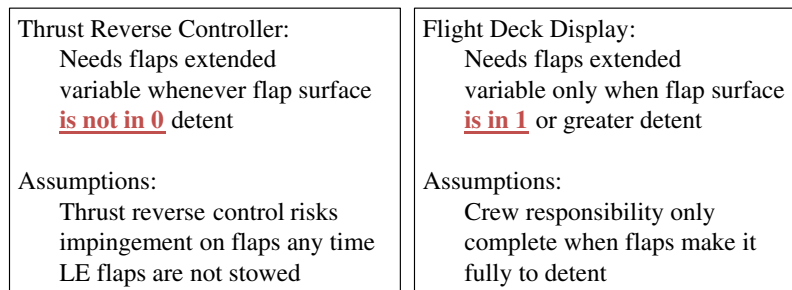 Thrust Reverse Controller:
Needs flaps extended
variable whenever flap surface
is not in 0 detent
Assumptions:
Thrust reverse control risks
impingement on flaps any time
LE flaps are not stowed
Flight Deck Display:
Needs flaps extended
variable only when flap surface
is in 1 or greater detent
Assumptions:
Crew responsibility only
complete when flaps make it
fully to detent